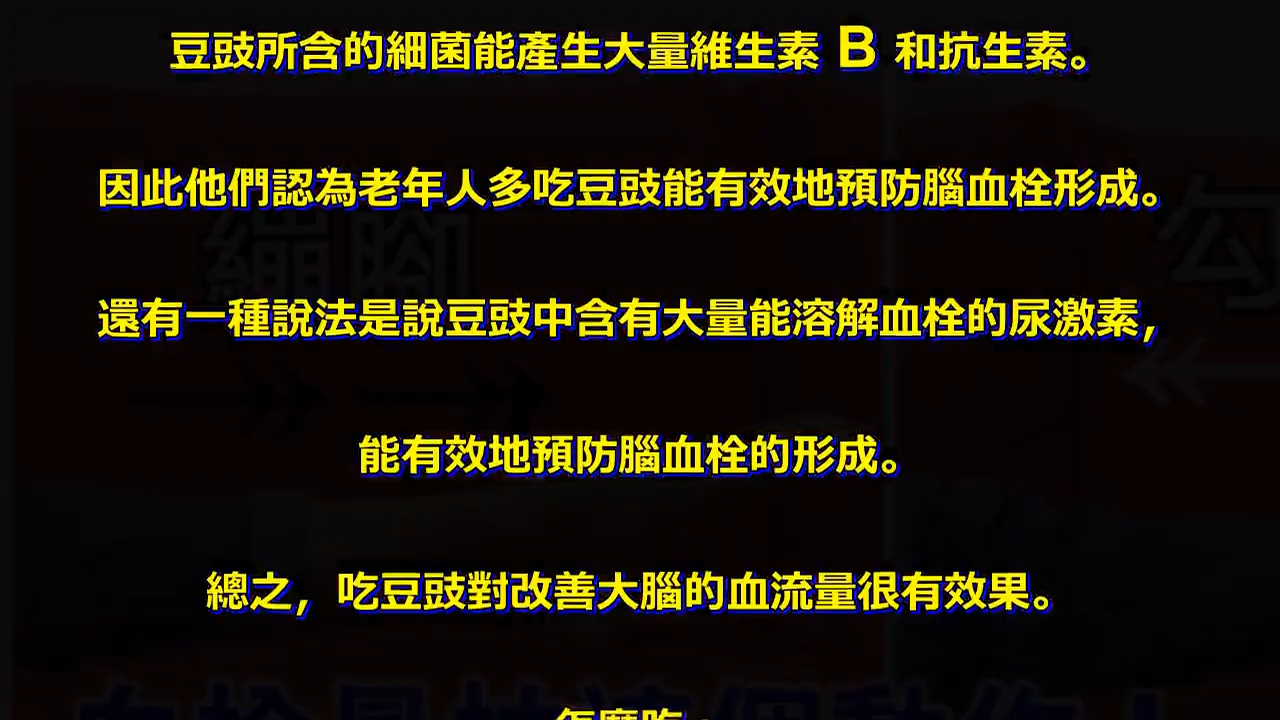 豆豉所含的細菌能產生大量維生素 B 和抗生素。
因此他們認為老年人多吃豆豉能有效地預防腦血栓形成。
還有一種說法是說豆豉中含有大量能溶解血栓的尿激素，
能有效地預防腦血栓的形成。
總之，吃豆豉對改善大腦的血流量很有效果。
繃腳
勾